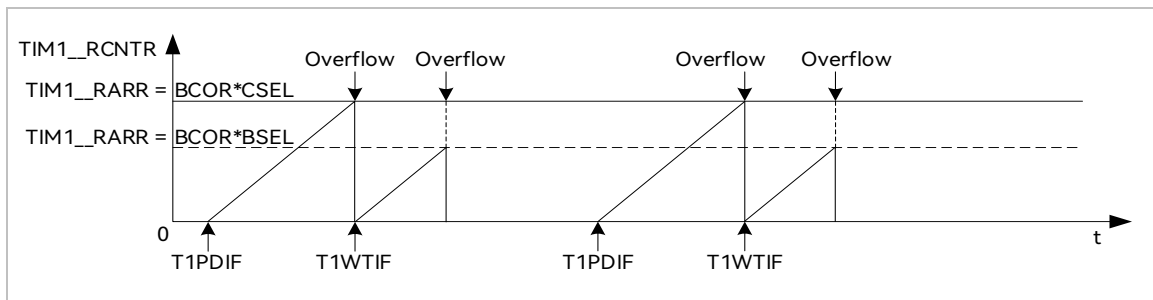 TIM1__RCNTR
Overflow Overflow Overflow Overflow
TIM1__RARR = BCOR*CSEL
TIM1__RARR = BCOR*BSEL
0 t
T1PDIF T1WTIF T1PDIF T1WTIF